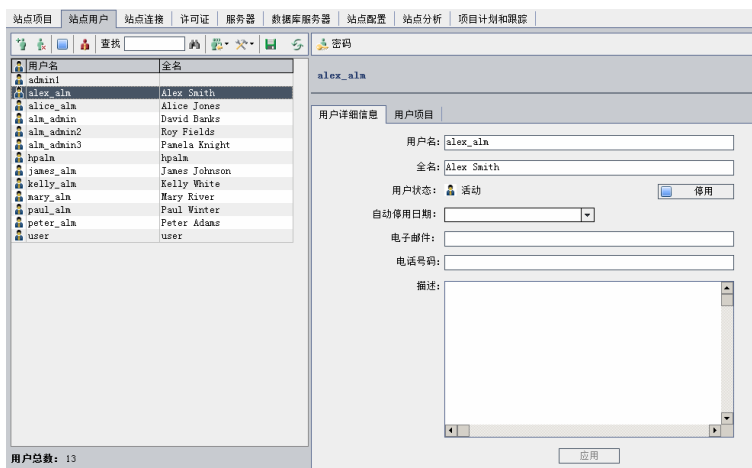 站点项目 站点用户 站点连接 许可证 服务器 数据库服务器 站点配置 站点分析 项目计划和跟踪
查找 密码
用户名 全名
admin1
alex_alm Alex Smith
alice_alm Alice Jones
alm_admin David Banks
alm_admin2 Roy Fields
alm_admin3 Pamela Knight
hpalm hpalm
james_alm James Johnson
kelly_alm Kelly White
mary_alm Mary River
paul_alm Paul Winter
peter_alm Peter Adams
user user
用户总数: 13
alex_alm
用户详细信息 用户项目
用户名: alex_alm
全名: Alex Smith
用户状态: 活动 停用
自动停用日期:
电子邮件:
电话号码:
描述:
应用